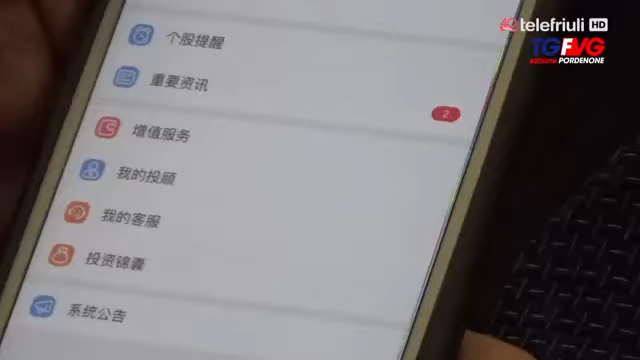 telefriuli HD
TGFVG
edizione PORDENONE
个股提醒
重要资讯
2
增值服务
我的投顾
我的客服
投资锦囊
系统公告